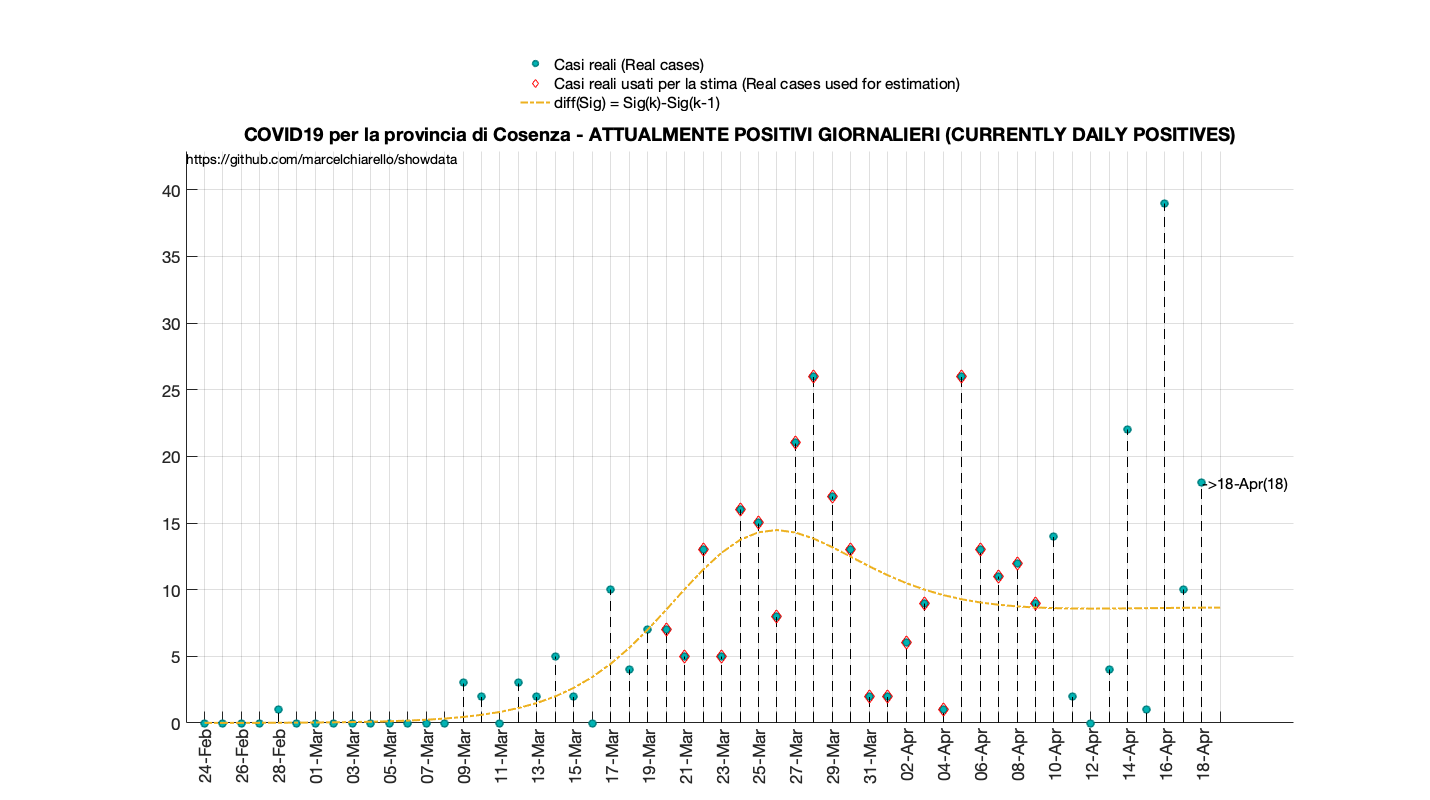 Casi reali (Real cases)
Casi reali usati per la stima (Real cases used for estimation)
diff(Sig) = Sig(k)-Sig(k-1)
COVID19 per la provincia di Cosenza - ATTUALMENTE POSITIVI GIORNALIERI (CURRENTLY DAILY POSITIVES)
https://github.com/marcelchiarello/showdata
40
35
30
25
20
15
10
5
0
->18-Apr(18)
24-Feb
26-Feb
28-Feb
01-Mar
03-Mar
05-Mar
07-Mar
09-Mar
11-Mar
13-Mar
15-Mar
17-Mar
19-Mar
21-Mar
23-Mar
25-Mar
27-Mar
29-Mar
31-Mar
02-Apr
04-Apr
06-Apr
08-Apr
10-Apr
12-Apr
14-Apr
16-Apr
18-Apr